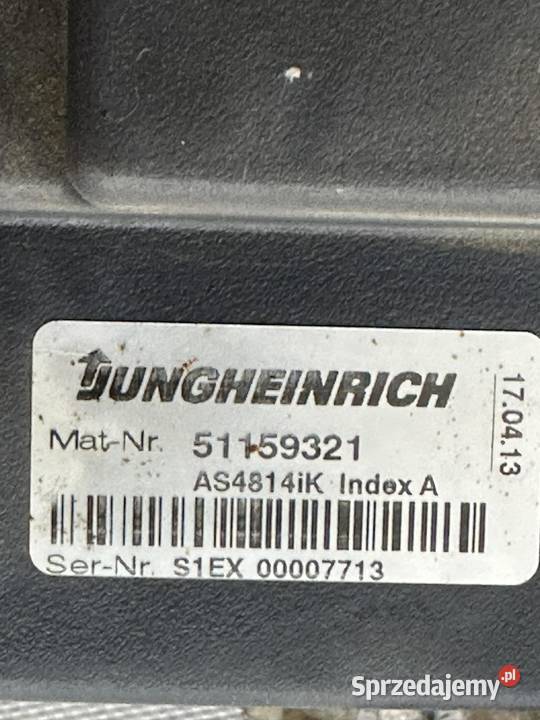 JUNGHEINRICH
17.04.13
Mat-Nr. 51159321
AS4814iK Index A
Ser-Nr. S1EX 00007713
Sprzedajemy.pl